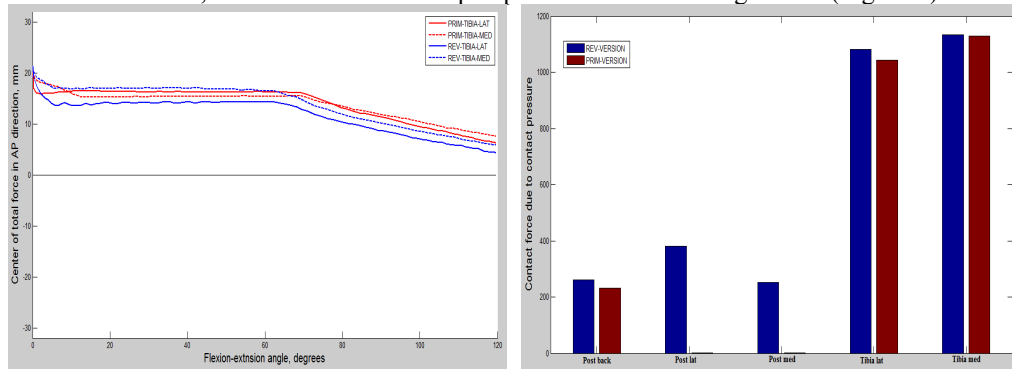 PRIM-TIBIA-LAT
PRIM-TIBIA-MED
REV-TIBIA-LAT
REV-TIBIA-MED
Center of total force in AP direction, mm
30
20
10
0
-10
-20
-30
0 20 40 60 80 100 120
Flexion-extnsion angle, degrees
REV-VERSION
PRIM-VERSION
Contact force due to contact pressure
1200
1000
800
600
400
200
0
Post back Post lat Post med Tibia lat Tibia med